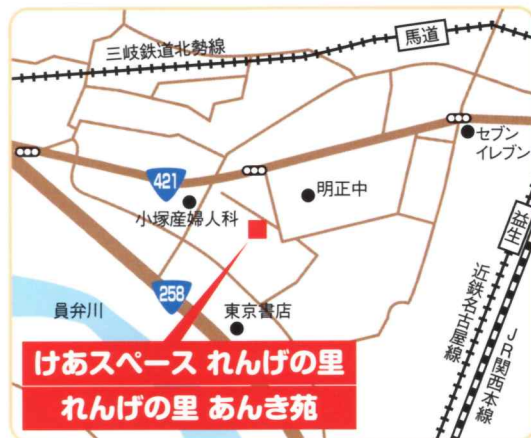 三岐鉄道北勢線
馬道
セブン
イレブン
421
明正中
小塚産婦人科
益生
258
員弁川
東京書店
近鉄名古屋線
JR関西本線
けあスペース れんげの里
れんげの里 あんき苑